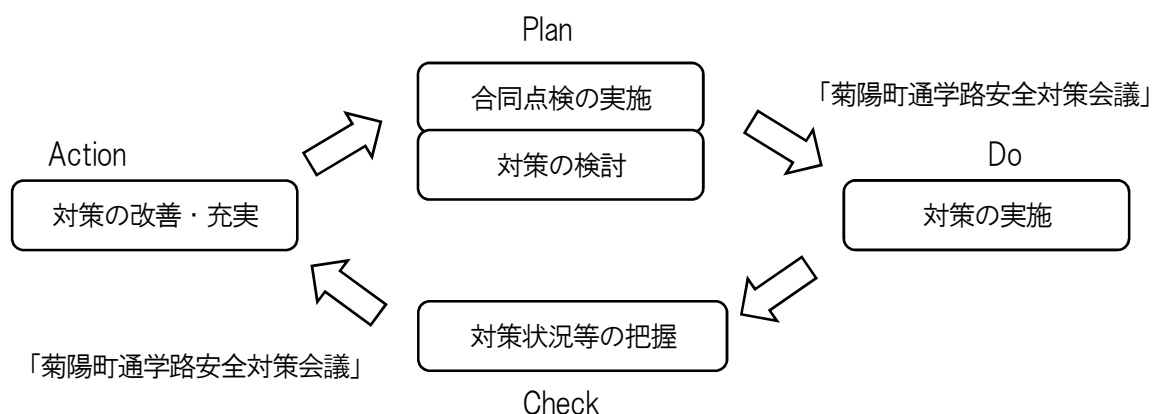 Plan
合同点検の実施
「菊陽町通学路安全対策会議」
対策の検討
Action
Do
対策の改善・充実
対策の実施
対策状況等の把握
「菊陽町通学路安全対策会議」
Check